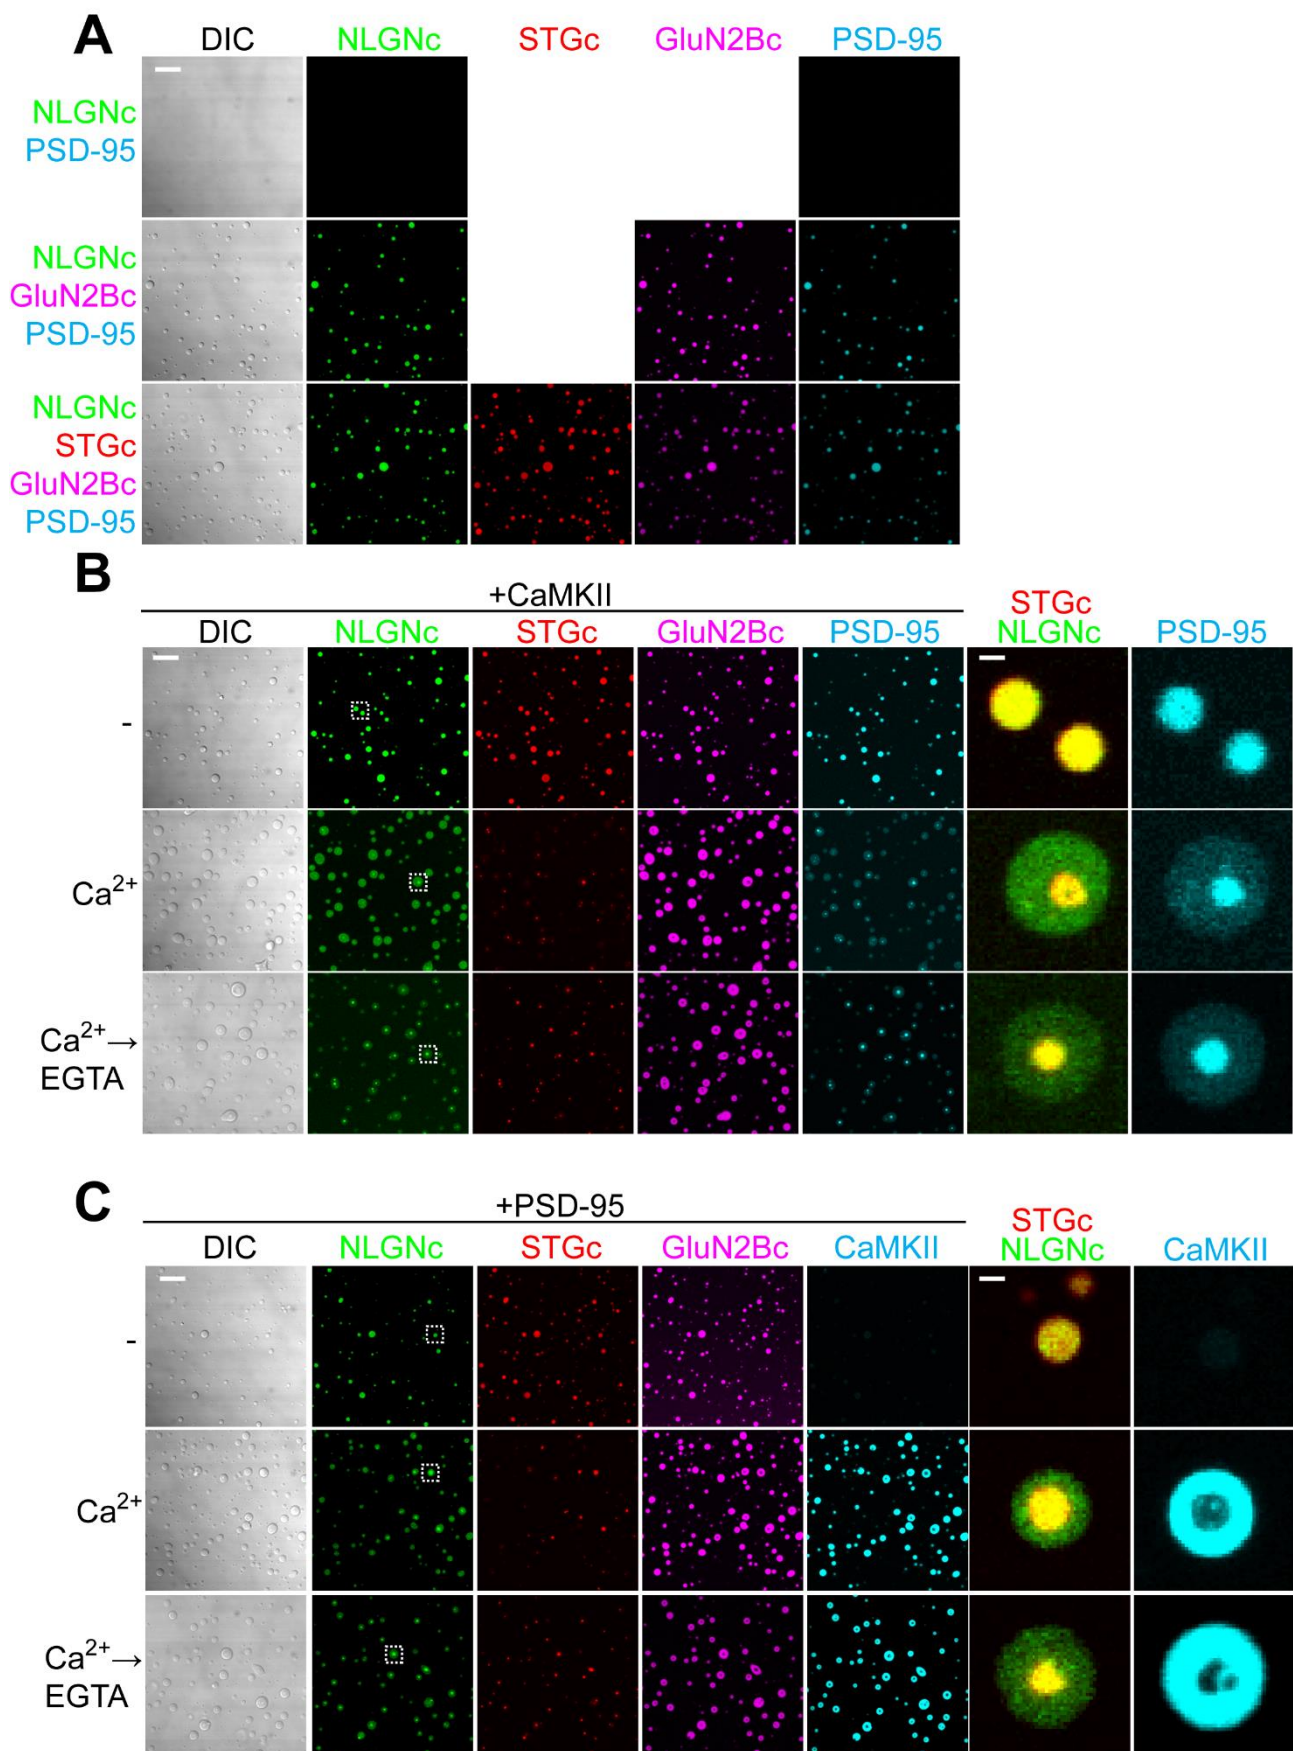 A
DIC NLGNc STGc GluN2Bc PSD-95
NLGNc
PSD-95
NLGNc
GluN2Bc
PSD-95
NLGNc
STGc
GluN2Bc
PSD-95
B
+CaMKII
STGc
DIC NLGNc STGc GluN2Bc PSD-95 NLGNc PSD-95
-
Ca²⁺
Ca²⁺→
EGTA
C
+PSD-95
STGc
DIC NLGNc STGc GluN2Bc CaMKII NLGNc CaMKII
-
Ca²⁺
Ca²⁺→
EGTA